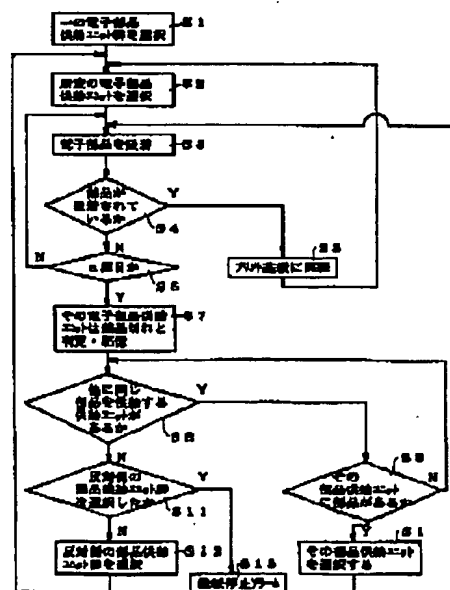 一の電子部品
供給ユニット群を選択
S1
所定の電子部品
供給ユニットを選択
S2
電子部品を吸着
S3
部品が
吸着されて
いるか
Y
S4
N
プリント基板に
N
n回目か
S6
Y
その電子部品供給
ユニットは部品切れと
判定・記憶
S7
他に同じ
部品を供給する
供給ユニットが
あるか
Y
S8
N
その
部品供給ユニット
に部品があるか
N
Y
反対側の
部品供給ユニット群
を選択したか
Y
S11
N
その部品供給ユニット
を選択する
反対側の部品供給
ユニット群を選択
S12
S13
機械停止アラーム